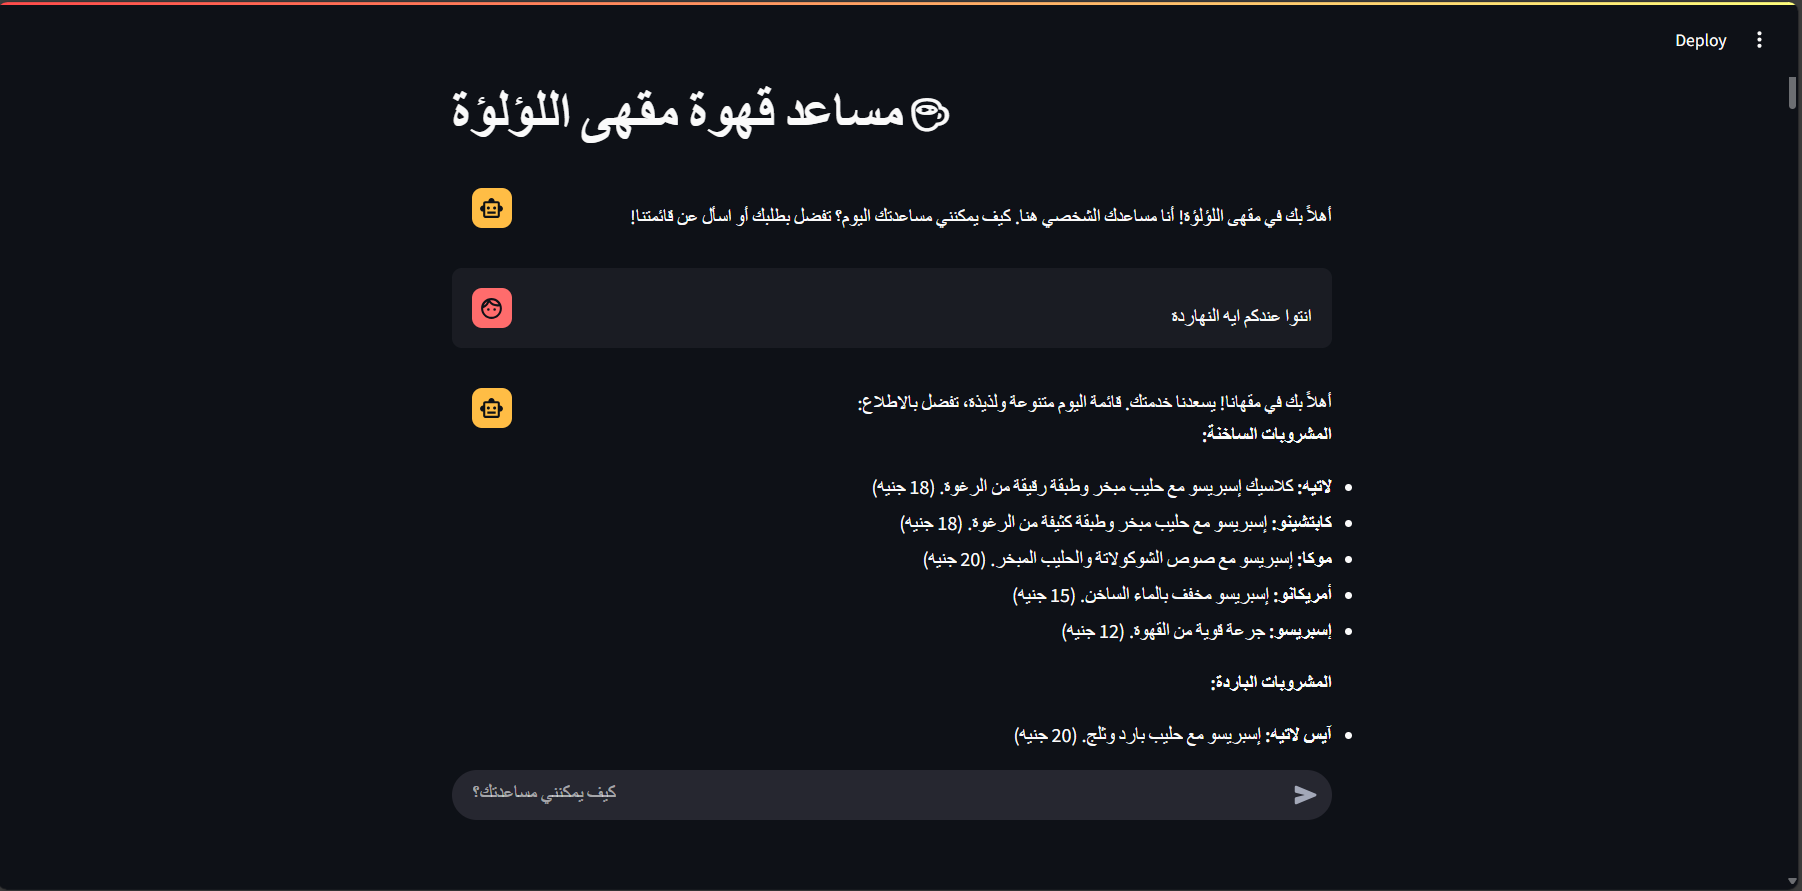 Deploy
مساعد قهوة مقهى اللؤلؤة
أهلاً بك في مقهى اللؤلؤة! أنا مساعدك الشخصي هنا. كيف يمكنني مساعدتك اليوم؟ تفضل بطلبك أو اسأل عن قائمتنا!
انتوا عندكم ايه النهاردة
أهلاً بك في مقهانا! يسعدنا خدمتك. قائمة اليوم متنوعة ولذيذة، تفضل بالاطلاع:
المشروبات الساخنة:
لاتيه: كلاسيك إسبريسو مع حليب مبخر وطبقة رقيقة من الرغوة. (18 جنيه)
كابتشينو: إسبريسو مع حليب مبخر وطبقة كثيفة من الرغوة. (18 جنيه)
موكا: إسبريسو مع صوص الشوكولاتة والحليب المبخر. (20 جنيه)
أمريكانو: إسبريسو مخفف بالماء الساخن. (15 جنيه)
إسبريسو: جرعة قوية من القهوة. (12 جنيه)
المشروبات الباردة:
آيس لاتيه: إسبريسو مع حليب بارد وثلج. (20 جنيه)
كيف يمكنني مساعدتك؟